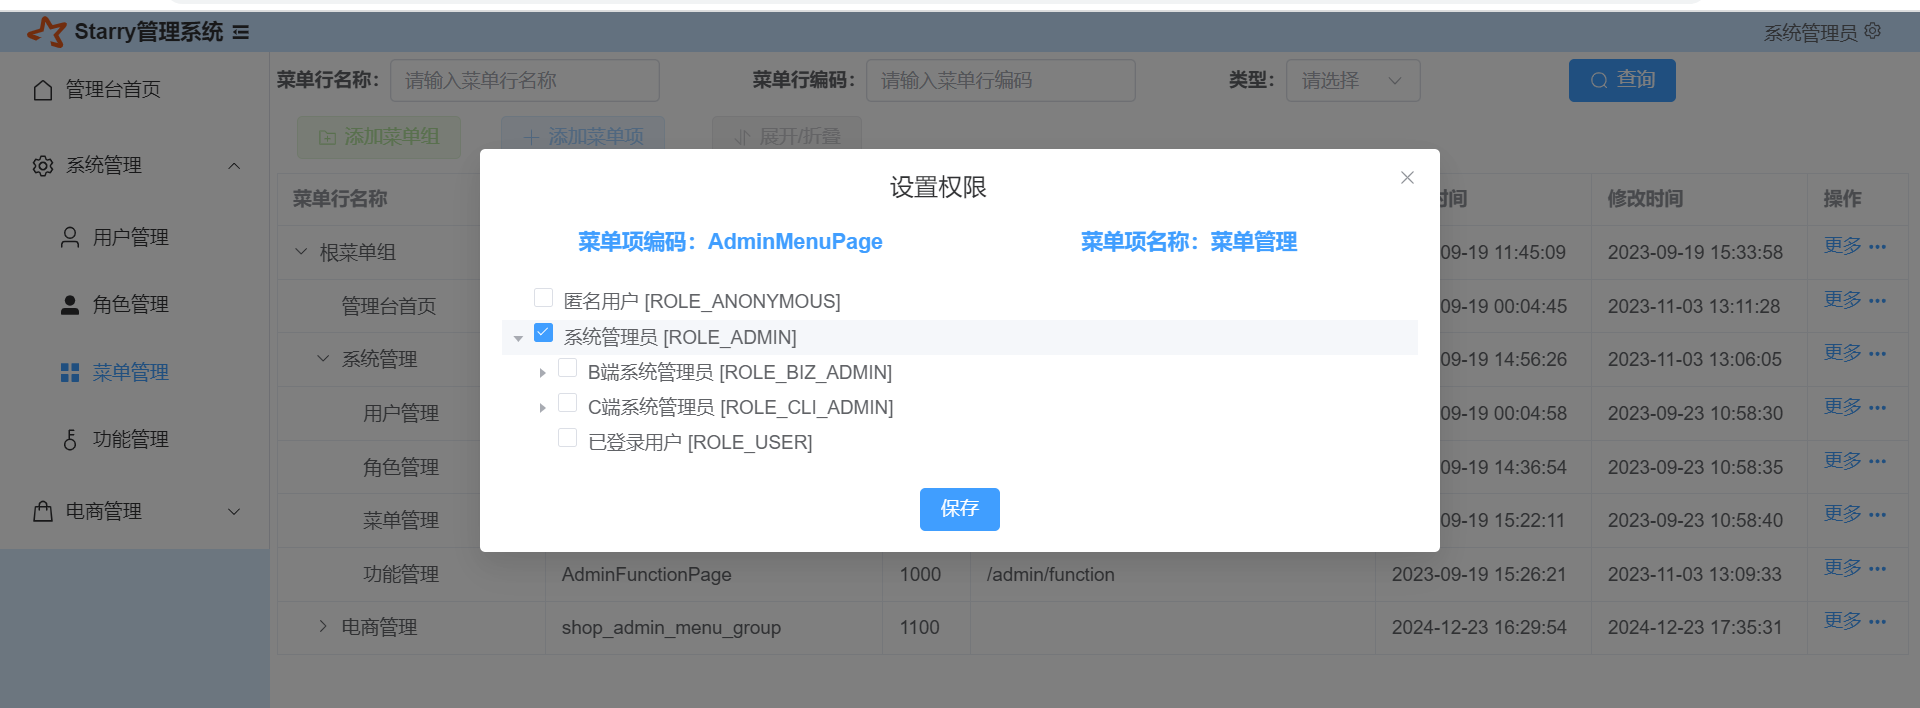 Starry管理系统
系统管理员
管理台首页
系统管理
用户管理
角色管理
菜单管理
功能管理
电商管理
菜单行名称： 请输入菜单行名称 菜单行编码： 请输入菜单行编码 类型： 请选择 查询
添加菜单组 添加菜单项 展开/折叠
菜单行名称 时间 修改时间 操作
根菜单组 09-19 11:45:09 2023-09-19 15:33:58 更多
管理台首页 09-19 00:04:45 2023-11-03 13:11:28 更多
系统管理 09-19 14:56:26 2023-11-03 13:06:05 更多
用户管理 09-19 00:04:58 2023-09-23 10:58:30 更多
角色管理 09-19 14:36:54 2023-09-23 10:58:35 更多
菜单管理 09-19 15:22:11 2023-09-23 10:58:40 更多
功能管理 AdminFunctionPage 1000 /admin/function 2023-09-19 15:26:21 2023-11-03 13:09:33 更多
电商管理 shop_admin_menu_group 1100 2024-12-23 16:29:54 2024-12-23 17:35:31 更多
设置权限
菜单项编码：AdminMenuPage 菜单项名称：菜单管理
匿名用户 [ROLE_ANONYMOUS]
系统管理员 [ROLE_ADMIN]
B端系统管理员 [ROLE_BIZ_ADMIN]
C端系统管理员 [ROLE_CLI_ADMIN]
已登录用户 [ROLE_USER]
保存